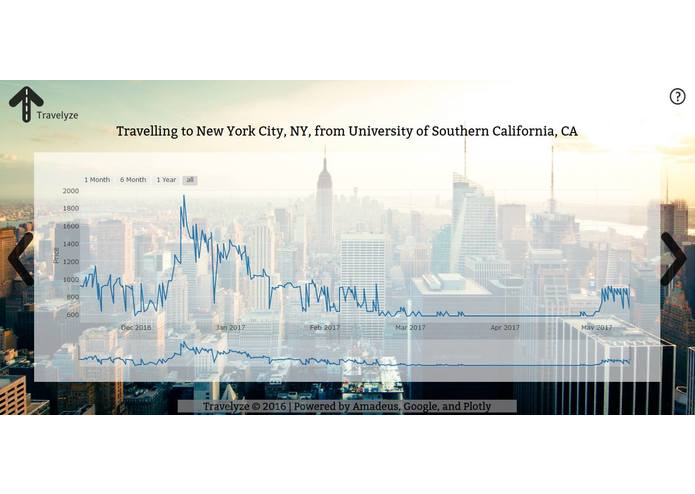 Travelyze
?
Travelling to New York City, NY, from University of Southern California, CA
1 Month 6 Month 1 Year all
2000
1800
1600
1400
1200
1000
800
600
Price
Dec 2016 Jan 2017 Feb 2017 Mar 2017 Apr 2017 May 2017
Travelyze © 2016 | Powered by Amadeus, Google, and Plotly